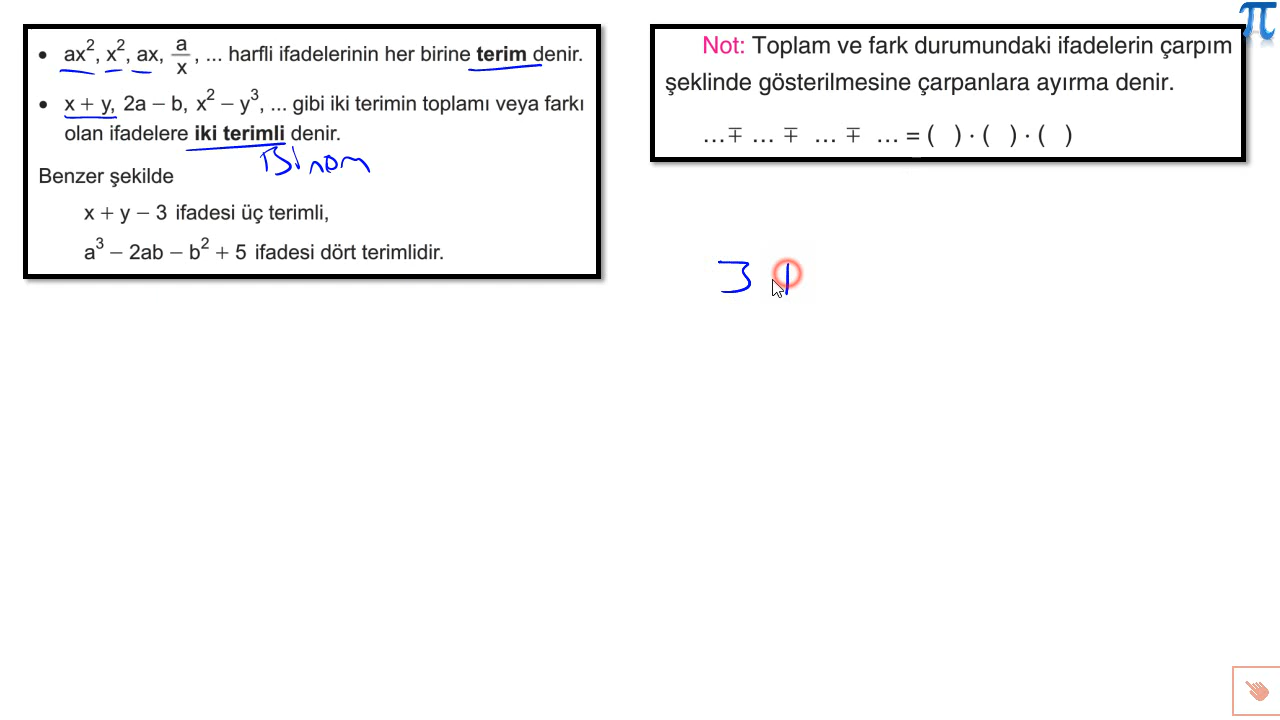 • ax², x², ax, a/x, ... harfli ifadelerinin her birine terim denir.
• x + y, 2a − b, x² − y³, ... gibi iki terimin toplamı veya farkı
olan ifadelere iki terimli denir.
Binom
Benzer şekilde
x + y − 3 ifadesi üç terimli,
a³ − 2ab − b² + 5 ifadesi dört terimlidir.
π
Not: Toplam ve fark durumundaki ifadelerin çarpım
şeklinde gösterilmesine çarpanlara ayırma denir.
...∓ ... ∓ ... ∓ ... = ( ) · ( ) · ( )
3